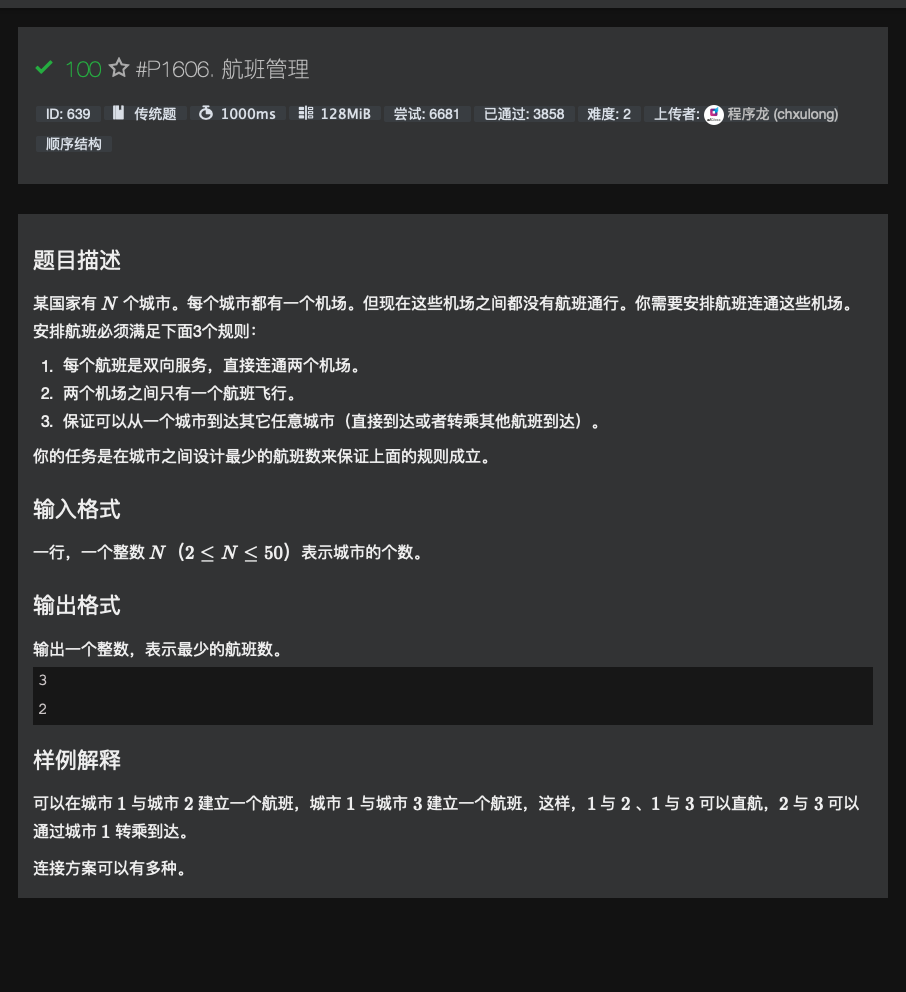 100 #P1606. 航班管理
ID: 639 传统题 1000ms 128MiB 尝试: 6681 已通过: 3858 难度: 2 上传者: 程序龙 (chxulong)
顺序结构
题目描述
某国家有 N 个城市。每个城市都有一个机场。但现在这些机场之间都没有航班通行。你需要安排航班连通这些机场。
安排航班必须满足下面3个规则：
1. 每个航班是双向服务，直接连通两个机场。
2. 两个机场之间只有一个航班飞行。
3. 保证可以从一个城市到达其它任意城市（直接到达或者转乘其他航班到达）。
你的任务是在城市之间设计最少的航班数来保证上面的规则成立。
输入格式
一行，一个整数 N（2 ≤ N ≤ 50）表示城市的个数。
输出格式
输出一个整数，表示最少的航班数。
3
2
样例解释
可以在城市 1 与城市 2 建立一个航班，城市 1 与城市 3 建立一个航班，这样，1 与 2 、1 与 3 可以直航，2 与 3 可以
通过城市 1 转乘到达。
连接方案可以有多种。